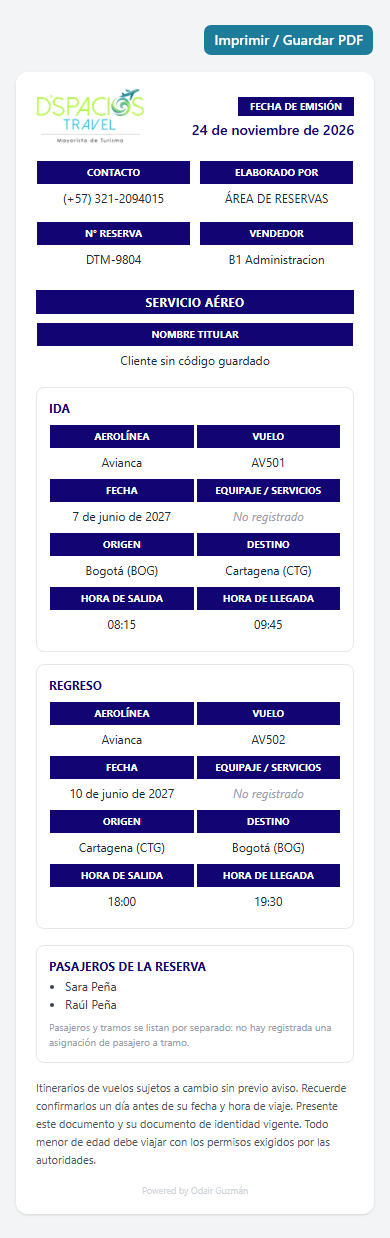 Imprimir / Guardar PDF
D'SPACIOS
TRAVEL
Mayorista de Turismo
FECHA DE EMISIÓN
24 de noviembre de 2026
CONTACTO
ELABORADO POR
(+57) 321-2094015
ÁREA DE RESERVAS
N° RESERVA
VENDEDOR
DTM-9804
B1 Administracion
SERVICIO AÉREO
NOMBRE TITULAR
Cliente sin código guardado
IDA
AEROLÍNEA
VUELO
Avianca
AV501
FECHA
EQUIPAJE / SERVICIOS
7 de junio de 2027
No registrado
ORIGEN
DESTINO
Bogotá (BOG)
Cartagena (CTG)
HORA DE SALIDA
HORA DE LLEGADA
08:15
09:45
REGRESO
AEROLÍNEA
VUELO
Avianca
AV502
FECHA
EQUIPAJE / SERVICIOS
10 de junio de 2027
No registrado
ORIGEN
DESTINO
Cartagena (CTG)
Bogotá (BOG)
HORA DE SALIDA
HORA DE LLEGADA
18:00
19:30
PASAJEROS DE LA RESERVA
• Sara Peña
• Raúl Peña
Pasajeros y tramos se listan por separado: no hay registrada una
asignación de pasajero a tramo.
Itinerarios de vuelos sujetos a cambio sin previo aviso. Recuerde
confirmarlos un día antes de su fecha y hora de viaje. Presente
este documento y su documento de identidad vigente. Todo
menor de edad debe viajar con los permisos exigidos por las
autoridades.
Powered by Odair Guzmán